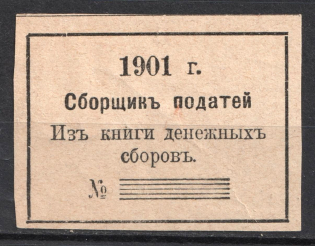 1901 г.
Сборщикъ податей
Изъ книги денежныхъ
сборовъ.
№